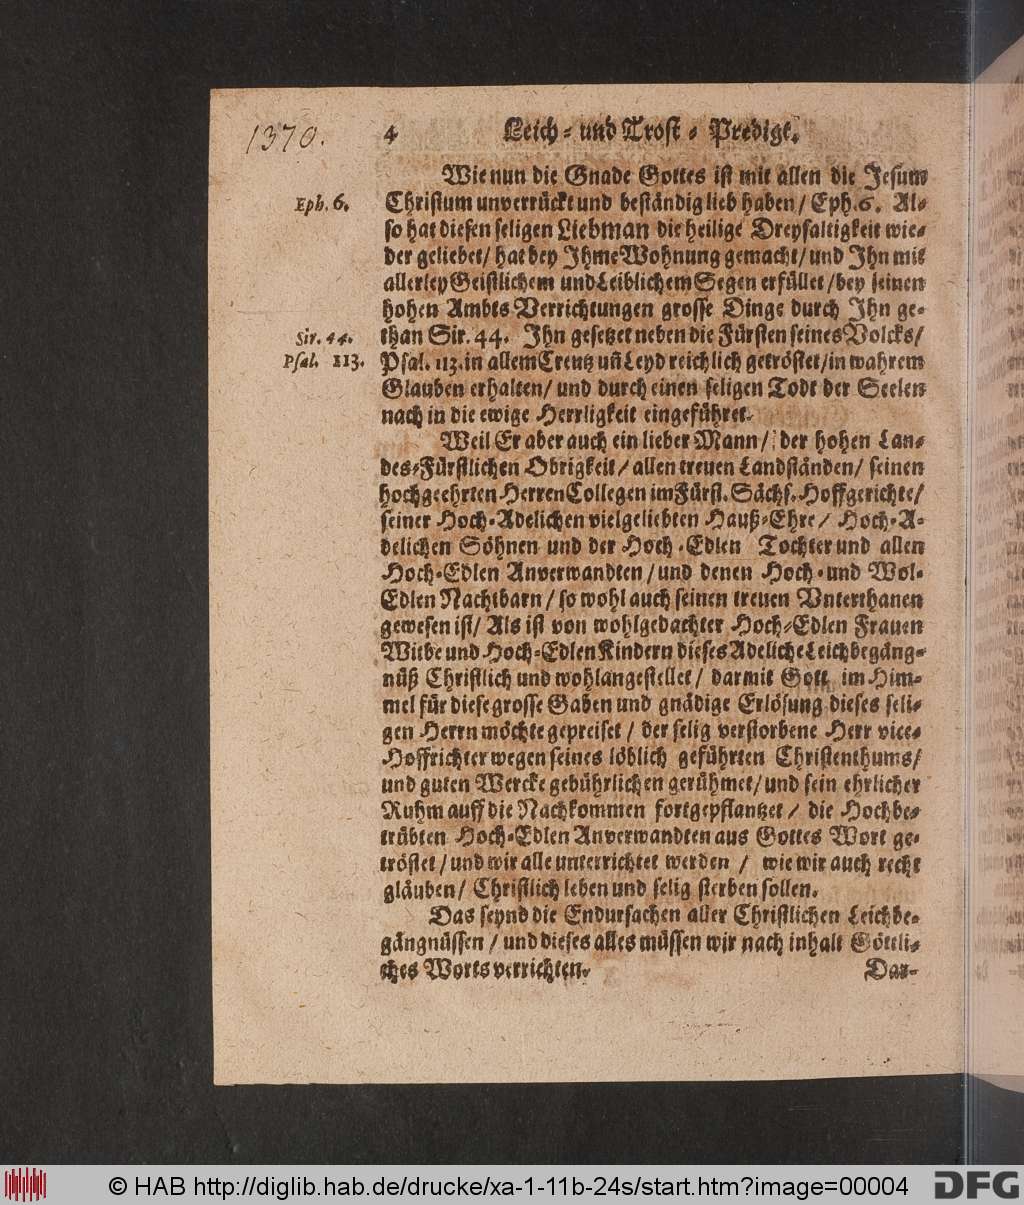 1370.
4 Leich- und Trost-Predigt.
Wie nun die Gnade Gottes ist mit allen die Jesum
Eph. 6.
Christum unverrückt und beständig lieb haben / Eph. 6. Al-
so hat diesen seligen Liebman die heilige Dreyfaltigkeit wie-
der geliebet / hat bey Ihme Wohnung gemacht / und Ihn mit
allerley Geistlichem und Leiblichem Segen erfüllet / bey seinen
hohen Ambts Verrichtungen grosse Dinge durch Ihn ge-
Sir. 44.
than Sir. 44. Ihn gesetzet neben die Fürsten seines Volcks /
Psal. 113.
Psal. 113. in allem Creutz uñ Leyd reichlich getröstet / in wahrem
Glauben erhalten / und durch einen seligen Todt der Seelen
nach in die ewige Herrligkeit eingeführet.
Weil Er aber auch ein lieber Mann / der hohen Lan-
des-Fürstlichen Obrigkeit / allen treuen Landständen / seinen
hochgeehrten Herren Collegen im Fürstl. Sächs. Hoffgerichte /
seiner Hoch-Adelichen vielgeliebten Hauß-Ehre / Hoch-A-
delichen Söhnen und der Hoch-Edlen Tochter und allen
Hoch-Edlen Anverwandten / und denen Hoch- und Wol-
Edlen Nachtbarn / so wohl auch seinen treuen Unterthanen
gewesen ist / Als ist von wohlgedachter Hoch-Edlen Frauen
Witbe und Hoch-Edlen Kindern dieses Adeliche Leichbegäng-
nüß Christlich und wohlangestellet / darmit Gott im Him-
mel für diese grosse Gaben und gnädige Erlösung dieses seli-
gen Herrn möchte gepreiset / der selig verstorbene Herr vice-
Hoffrichter wegen seines löblich geführten Christenthums /
und guten Wercke gebührlichen gerühmet / und sein ehrlicher
Ruhm auff die Nachkommen fortgepflantzet / die Hochbe-
trübten Hoch-Edlen Anverwandten aus Gottes Wort ge-
tröstet / und wir alle unterrichtet werden / wie wir auch recht
gläuben / Christlich leben und selig sterben sollen.
Das seynd die Endursachen aller Christlichen Leichbe-
gängnüssen / und dieses alles müssen wir nach inhalt Göttli-
ches Worts verrichten.
Dar-
© HAB http://diglib.hab.de/drucke/xa-1-11b-24s/start.htm?image=00004
DFG